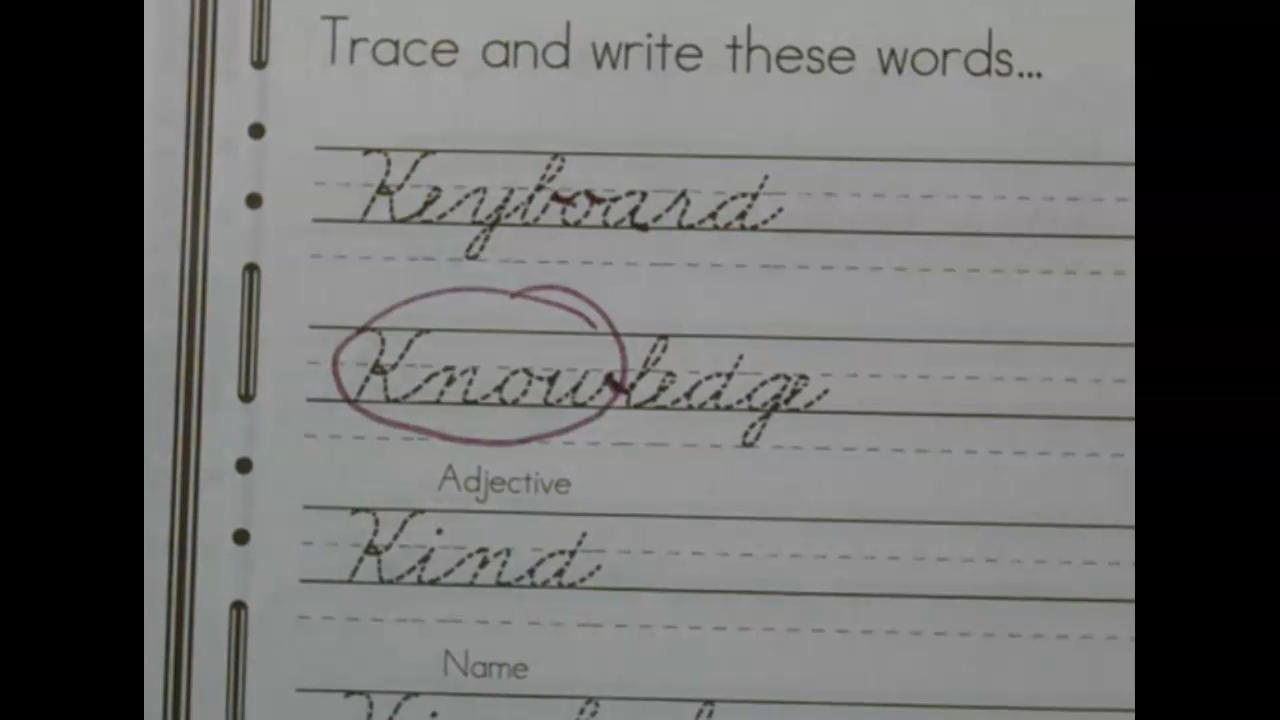 Trace and write these words...
Keyboard
Knowledge
Adjective
Kind
Name